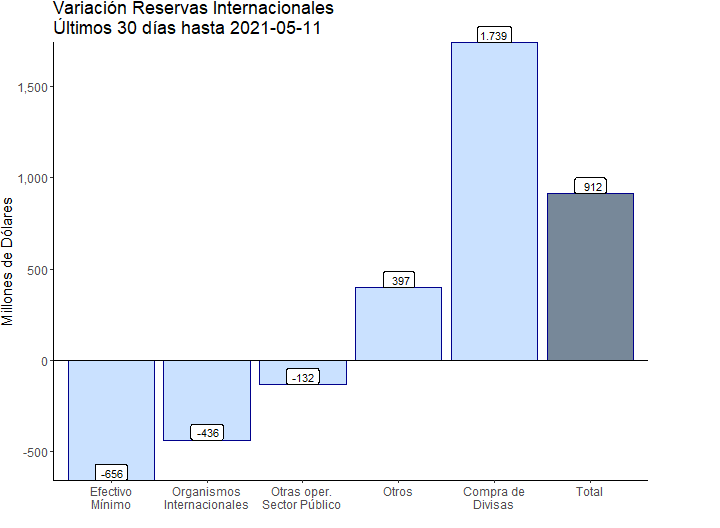 Variación Reservas Internacionales
Últimos 30 días hasta 2021-05-11
Millones de Dólares
1,500
1,000
500
0
-500
-656
-436
-132
397
1.739
912
Efectivo
Mínimo
Organismos
Internacionales
Otras oper.
Sector Público
Otros
Compra de
Divisas
Total